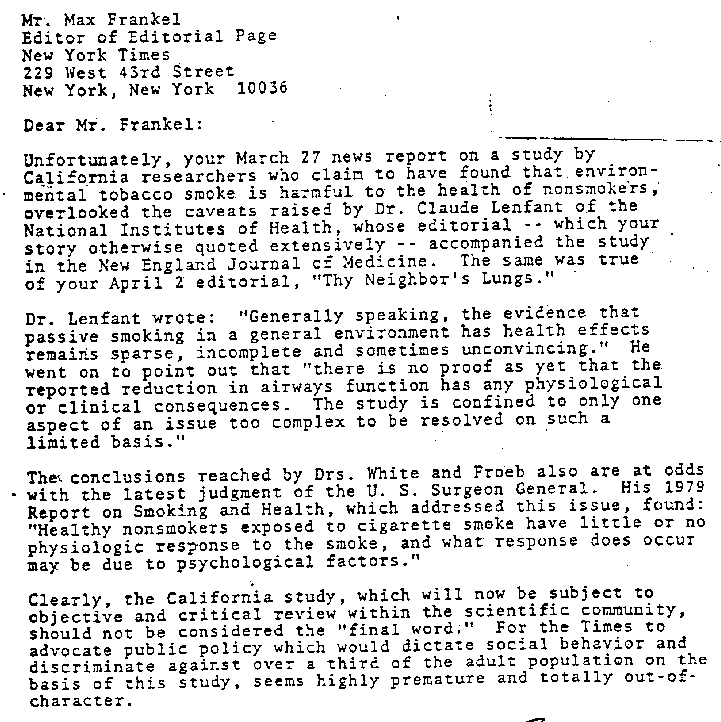 Mr. Max Frankel
Editor of Editorial Page
New York Times
229 West 43rd Street
New York, New York  10036
Dear Mr. Frankel:
Unfortunately, your March 27 news report on a study by
California researchers who claim to have found that environ-
mental tobacco smoke is harmful to the health of nonsmokers,
overlooked the caveats raised by Dr. Claude Lenfant of the
National Institutes of Health, whose editorial -- which your
story otherwise quoted extensively -- accompanied the study
in the New England Journal of Medicine.  The same was true
of your April 2 editorial, "Thy Neighbor's Lungs."
Dr. Lenfant wrote:  "Generally speaking, the evidence that
passive smoking in a general environment has health effects
remains sparse, incomplete and sometimes unconvincing."  He
went on to point out that "there is no proof as yet that the
reported reduction in airways function has any physiological
or clinical consequences.  The study is confined to only one
aspect of an issue too complex to be resolved on such a
limited basis."
The conclusions reached by Drs. White and Froeb also are at odds
with the latest judgment of the U. S. Surgeon General.  His 1979
Report on Smoking and Health, which addressed this issue, found:
"Healthy nonsmokers exposed to cigarette smoke have little or no
physiologic response to the smoke, and what response does occur
may be due to psychological factors."
Clearly, the California study, which will now be subject to
objective and critical review within the scientific community,
should not be considered the "final word."  For the Times to
advocate public policy which would dictate social behavior and
discriminate against over a third of the adult population on the
basis of this study, seems highly premature and totally out-of-
character.